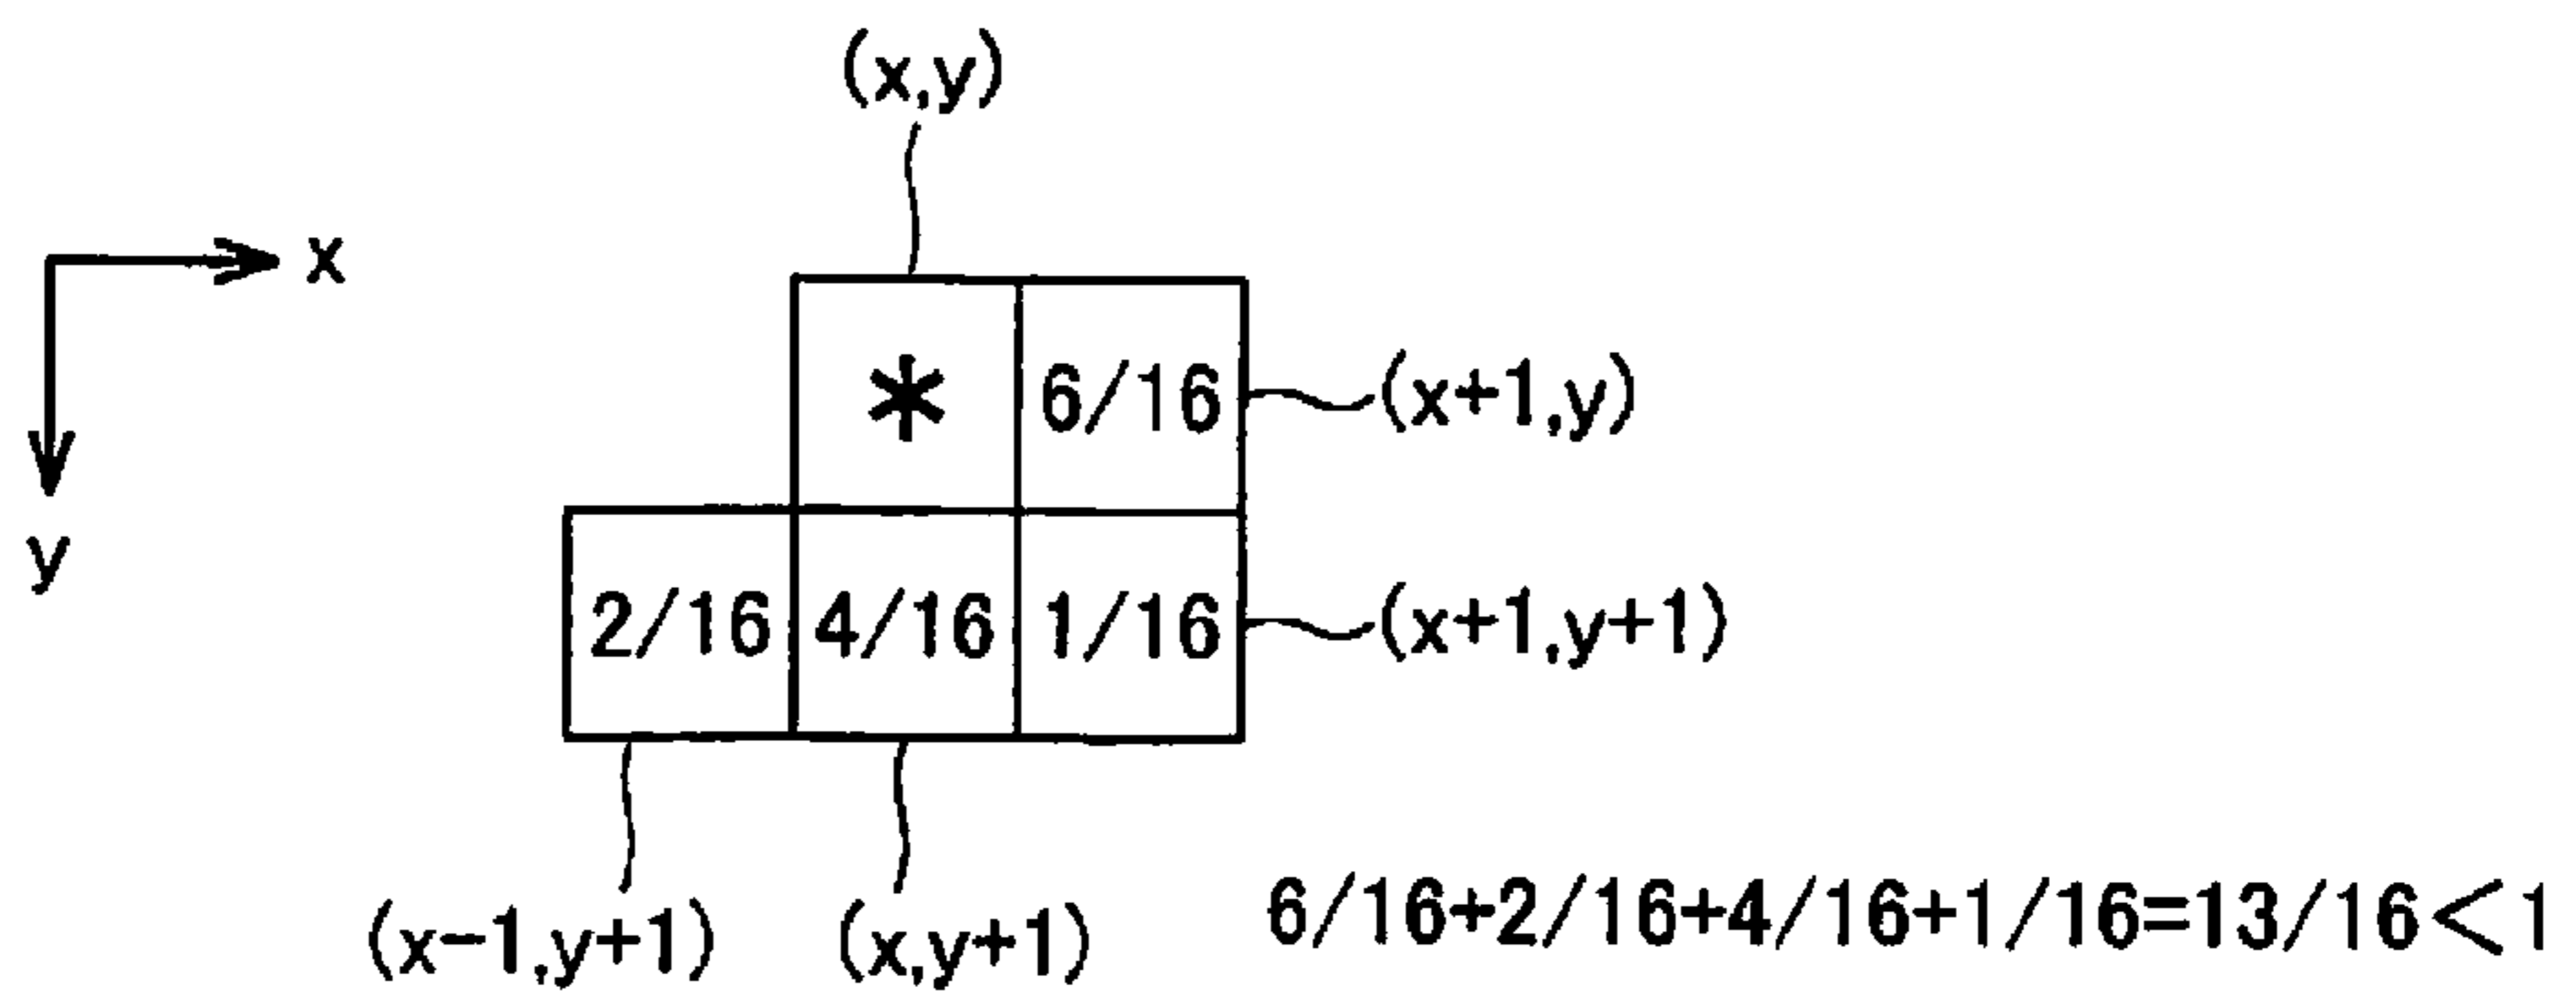 (x,y)
x
* 6/16 (x+1,y)
y
2/16 4/16 1/16 (x+1,y+1)
(x-1,y+1) (x,y+1)
6/16+2/16+4/16+1/16=13/16<1